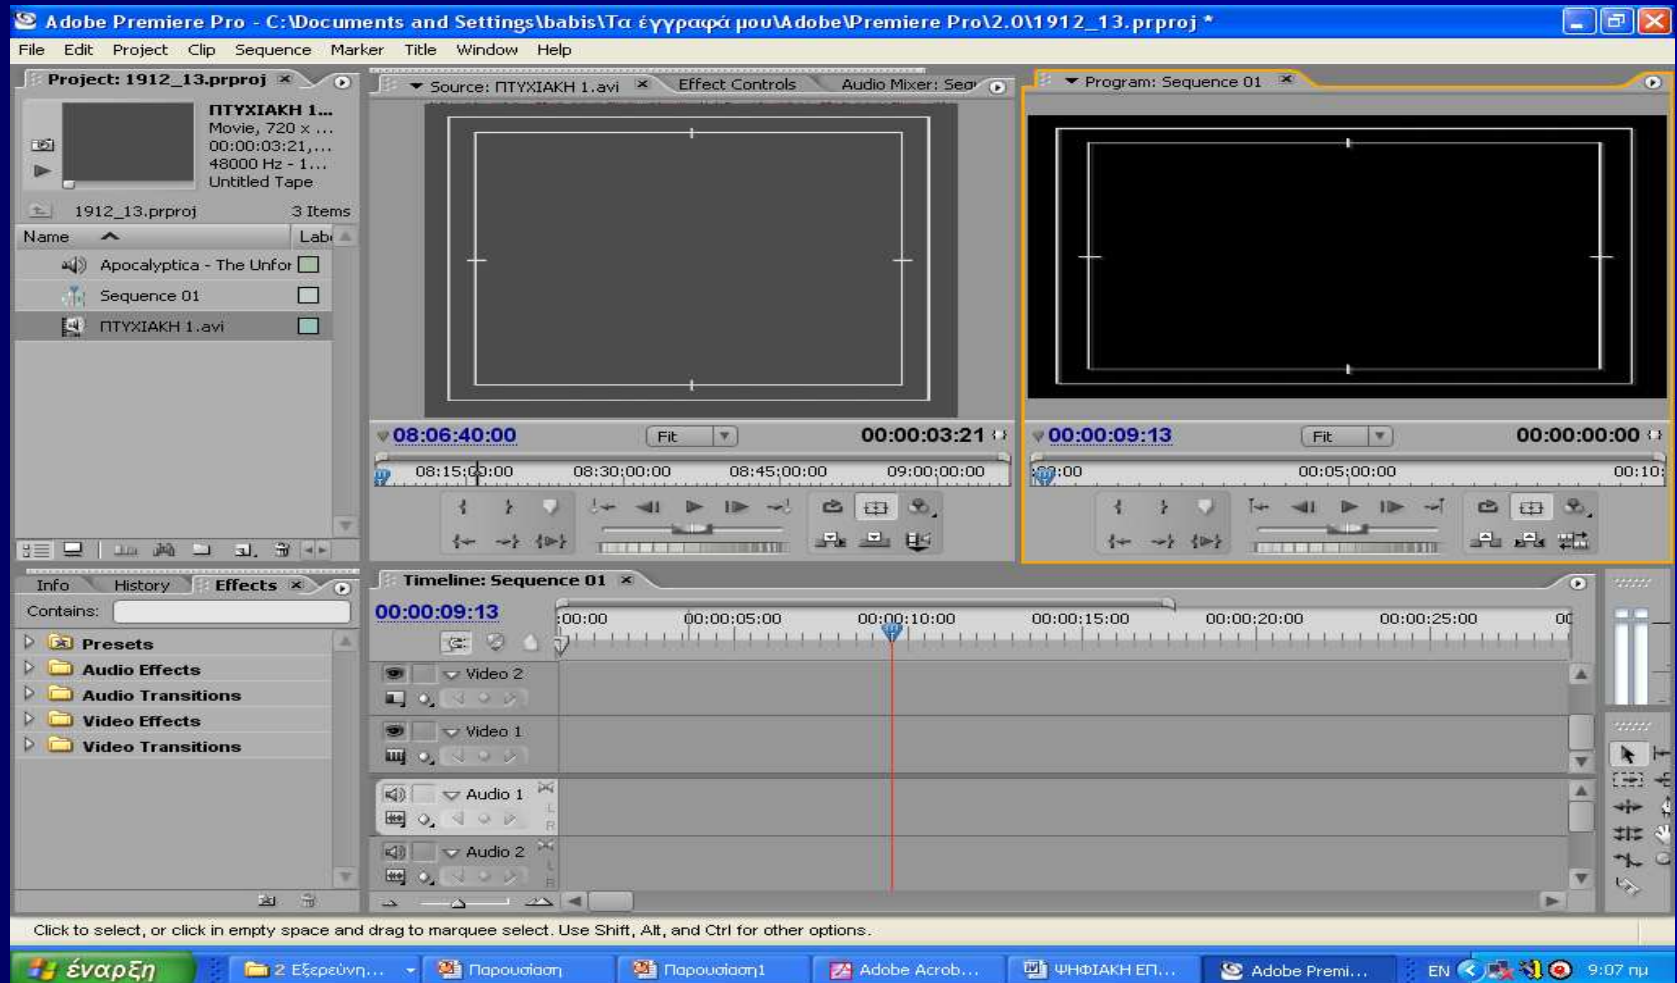 Adobe Premiere Pro - C:\Documents and Settings\babis\Τα έγγραφά μου\Adobe\Premiere Pro\2.0\1912_13.prproj *
File Edit Project Clip Sequence Marker Title Window Help
Project: 1912_13.prproj
ΠΤΥΧΙΑΚΗ 1...
Movie, 720 x ...
00:00:03:21,...
48000 Hz - 1...
Untitled Tape
1912_13.prproj 3 Items
Name Labe
Apocalyptica - The Unfor
Sequence 01
ΠΤΥΧΙΑΚΗ 1.avi
Source: ΠΤΥΧΙΑΚΗ 1.avi Effect Controls Audio Mixer: Sequ
08:06:40:00 Fit 00:00:03:21
08:15:00:00 08:30:00:00 08:45:00:00 09:00:00:00
Program: Sequence 01
00:00:09:13 Fit 00:00:00:00
:00:00 00:05:00:00 00:10:
Info History Effects
Contains:
Presets
Audio Effects
Audio Transitions
Video Effects
Video Transitions
Timeline: Sequence 01
00:00:09:13
:00:00 00:00:05:00 00:00:10:00 00:00:15:00 00:00:20:00 00:00:25:00 00
Video 2
Video 1
Audio 1
L
R
Audio 2
L
R
Click to select, or click in empty space and drag to marquee select. Use Shift, Alt, and Ctrl for other options.
έναρξη 2 Εξερεύνη... Παρουσίαση Παρουσίαση1 Adobe Acrob... ΨΗΦΙΑΚΗ ΕΠ... Adobe Premi... EN 9:07 πμ